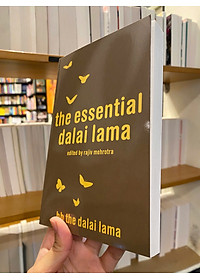 the essential
dalai lama
edited by rajiv mehrotra
the dalai lama